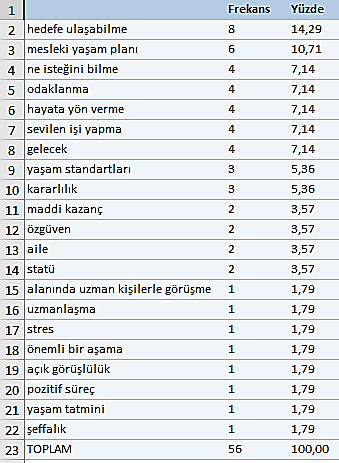 1 Frekans Yüzde
2 hedefe ulaşabilme 8 14,29
3 mesleki yaşam planı 6 10,71
4 ne isteğini bilme 4 7,14
5 odaklanma 4 7,14
6 hayata yön verme 4 7,14
7 sevilen işi yapma 4 7,14
8 gelecek 4 7,14
9 yaşam standartları 3 5,36
10 kararlılık 3 5,36
11 maddi kazanç 2 3,57
12 özgüven 2 3,57
13 aile 2 3,57
14 statü 2 3,57
15 alanında uzman kişilerle görüşme 1 1,79
16 uzmanlaşma 1 1,79
17 stres 1 1,79
18 önemli bir aşama 1 1,79
19 açık görüşlülük 1 1,79
20 pozitif süreç 1 1,79
21 yaşam tatmini 1 1,79
22 şeffalık 1 1,79
23 TOPLAM 56 100,00